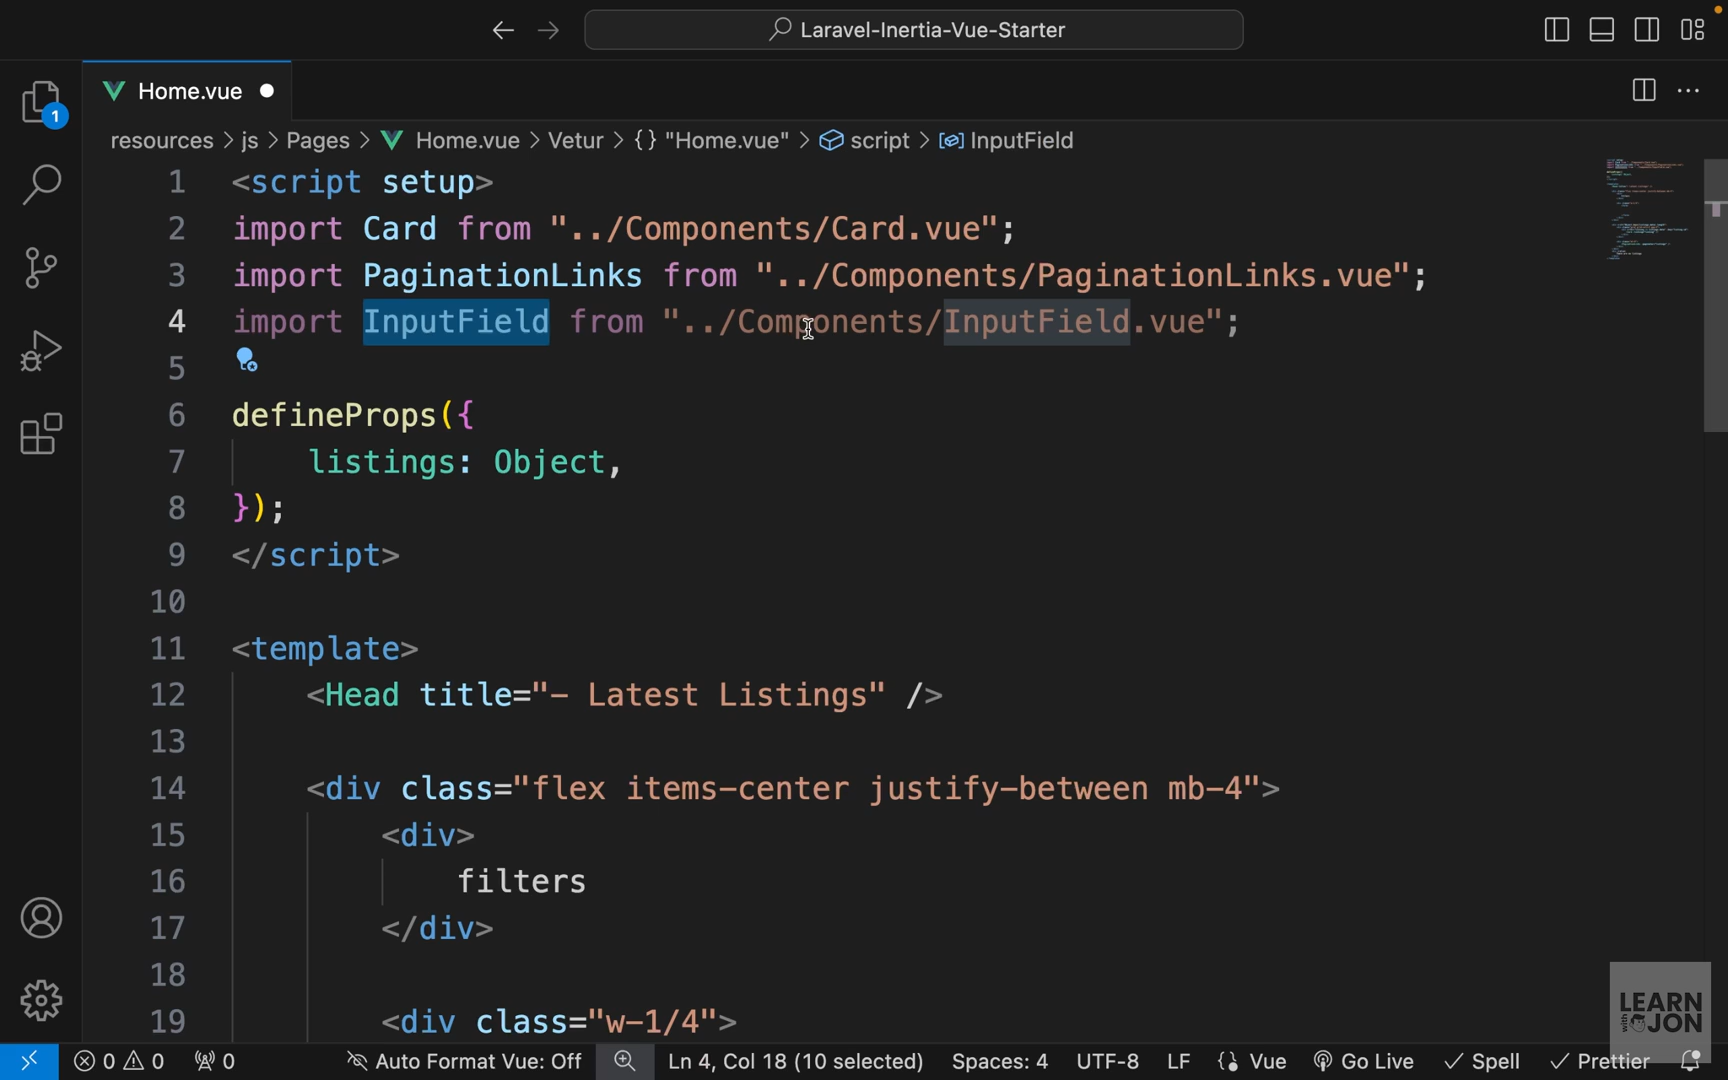 Laravel-Inertia-Vue-Starter
Home.vue
1
resources > js > Pages > Home.vue > Vetur > {} "Home.vue" > script > InputField
1 <script setup>
2 import Card from "../Components/Card.vue";
3 import PaginationLinks from "../Components/PaginationLinks.vue";
4 import InputField from "../Components/InputField.vue";
5
6 defineProps({
7 listings: Object,
8 });
9 </script>
10
11 <template>
12 <Head title="- Latest Listings" />
13
14 <div class="flex items-center justify-between mb-4">
15 <div>
16 filters
17 </div>
18
19 <div class="w-1/4">
LEARN
with JON
0 0 0 Auto Format Vue: Off Ln 4, Col 18 (10 selected) Spaces: 4 UTF-8 LF {} Vue Go Live Spell Prettier